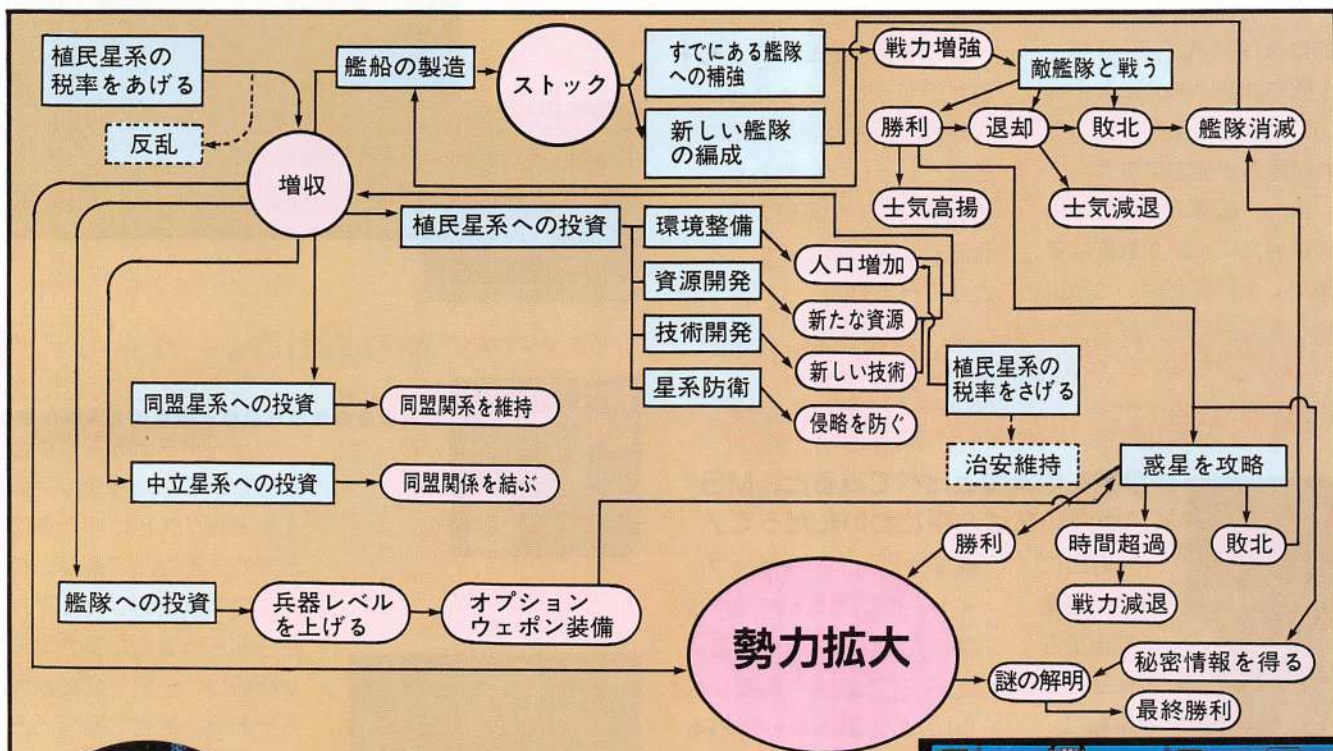 植民星系の
税率をあげる
反乱
増収
艦船の製造
ストック
すでにある艦隊
への補強
新しい艦隊
の編成
戦力増強
敵艦隊と戦う
勝利
退却
敗北
艦隊消滅
士気高揚
士気減退
植民星系への投資
環境整備
資源開発
技術開発
星系防衛
人口増加
新たな資源
新しい技術
侵略を防ぐ
植民星系の
税率をさげる
治安維持
同盟星系への投資
同盟関系を維持
中立星系への投資
同盟関係を結ぶ
惑星を攻略
勝利
時間超過
敗北
戦力減退
艦隊への投資
兵器レベル
を上げる
オプション
ウェポン装備
勢力拡大
秘密情報を得る
謎の解明
最終勝利